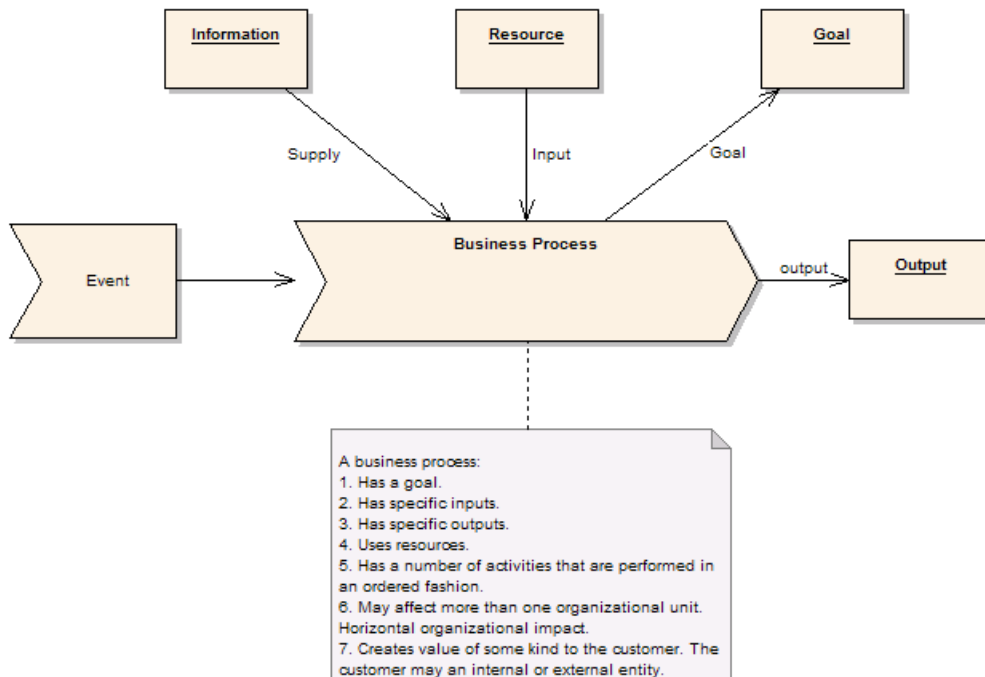 Information
Resource
Goal
Supply
Input
Goal
Event
Business Process
output
Output
A business process:
1. Has a goal.
2. Has specific inputs.
3. Has specific outputs.
4. Uses resources.
5. Has a number of activities that are performed in
an ordered fashion.
6. May affect more than one organizational unit.
Horizontal organizational impact.
7. Creates value of some kind to the customer. The
customer may an internal or external entity.